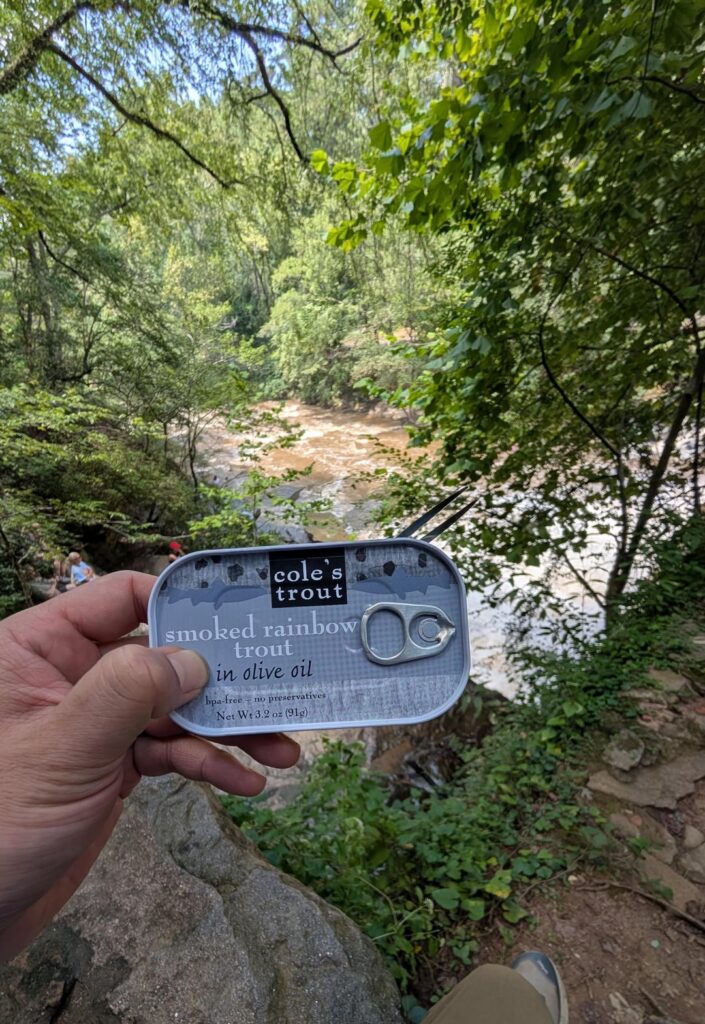 cole's
trout
smoked rainbow
trout
in olive oil
bpa-free – no preservatives
Net Wt 3.2 oz (91g)